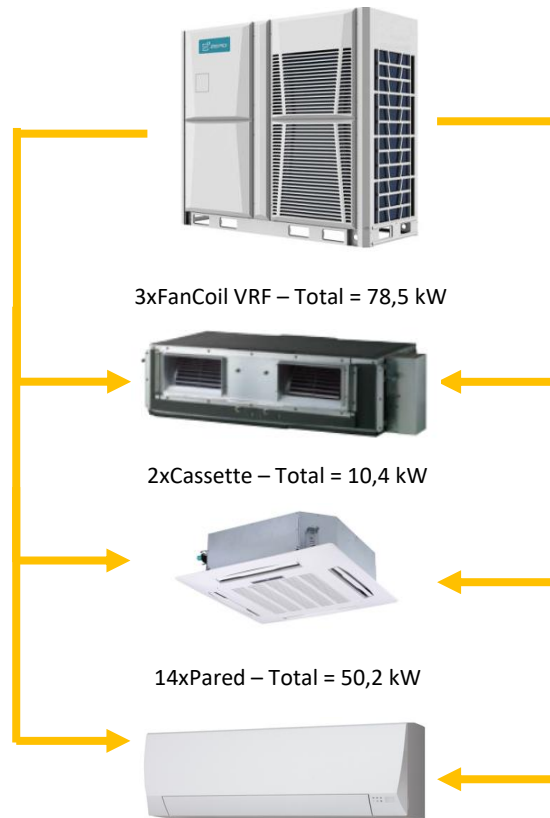 3xFanCoil VRF – Total = 78,5 kW
2xCassette – Total = 10,4 kW
14xPared – Total = 50,2 kW